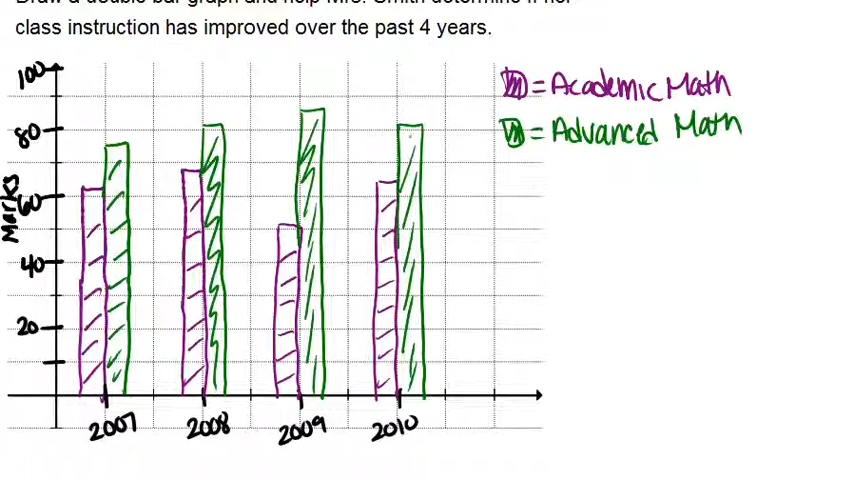 class instruction has improved over the past 4 years.
100
= Academic Math
80
= Advanced Math
60
Marks
40
20
2007 2008 2009 2010